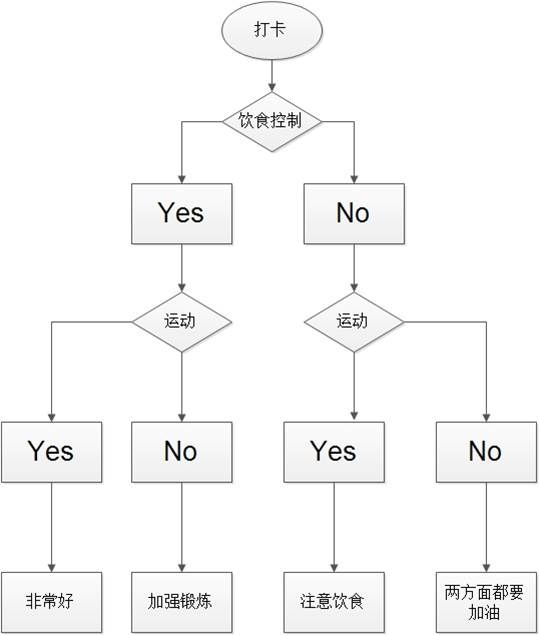 打卡
饮食控制
Yes
No
运动
运动
Yes
No
Yes
No
非常好
加强锻炼
注意饮食
两方面都要
加油